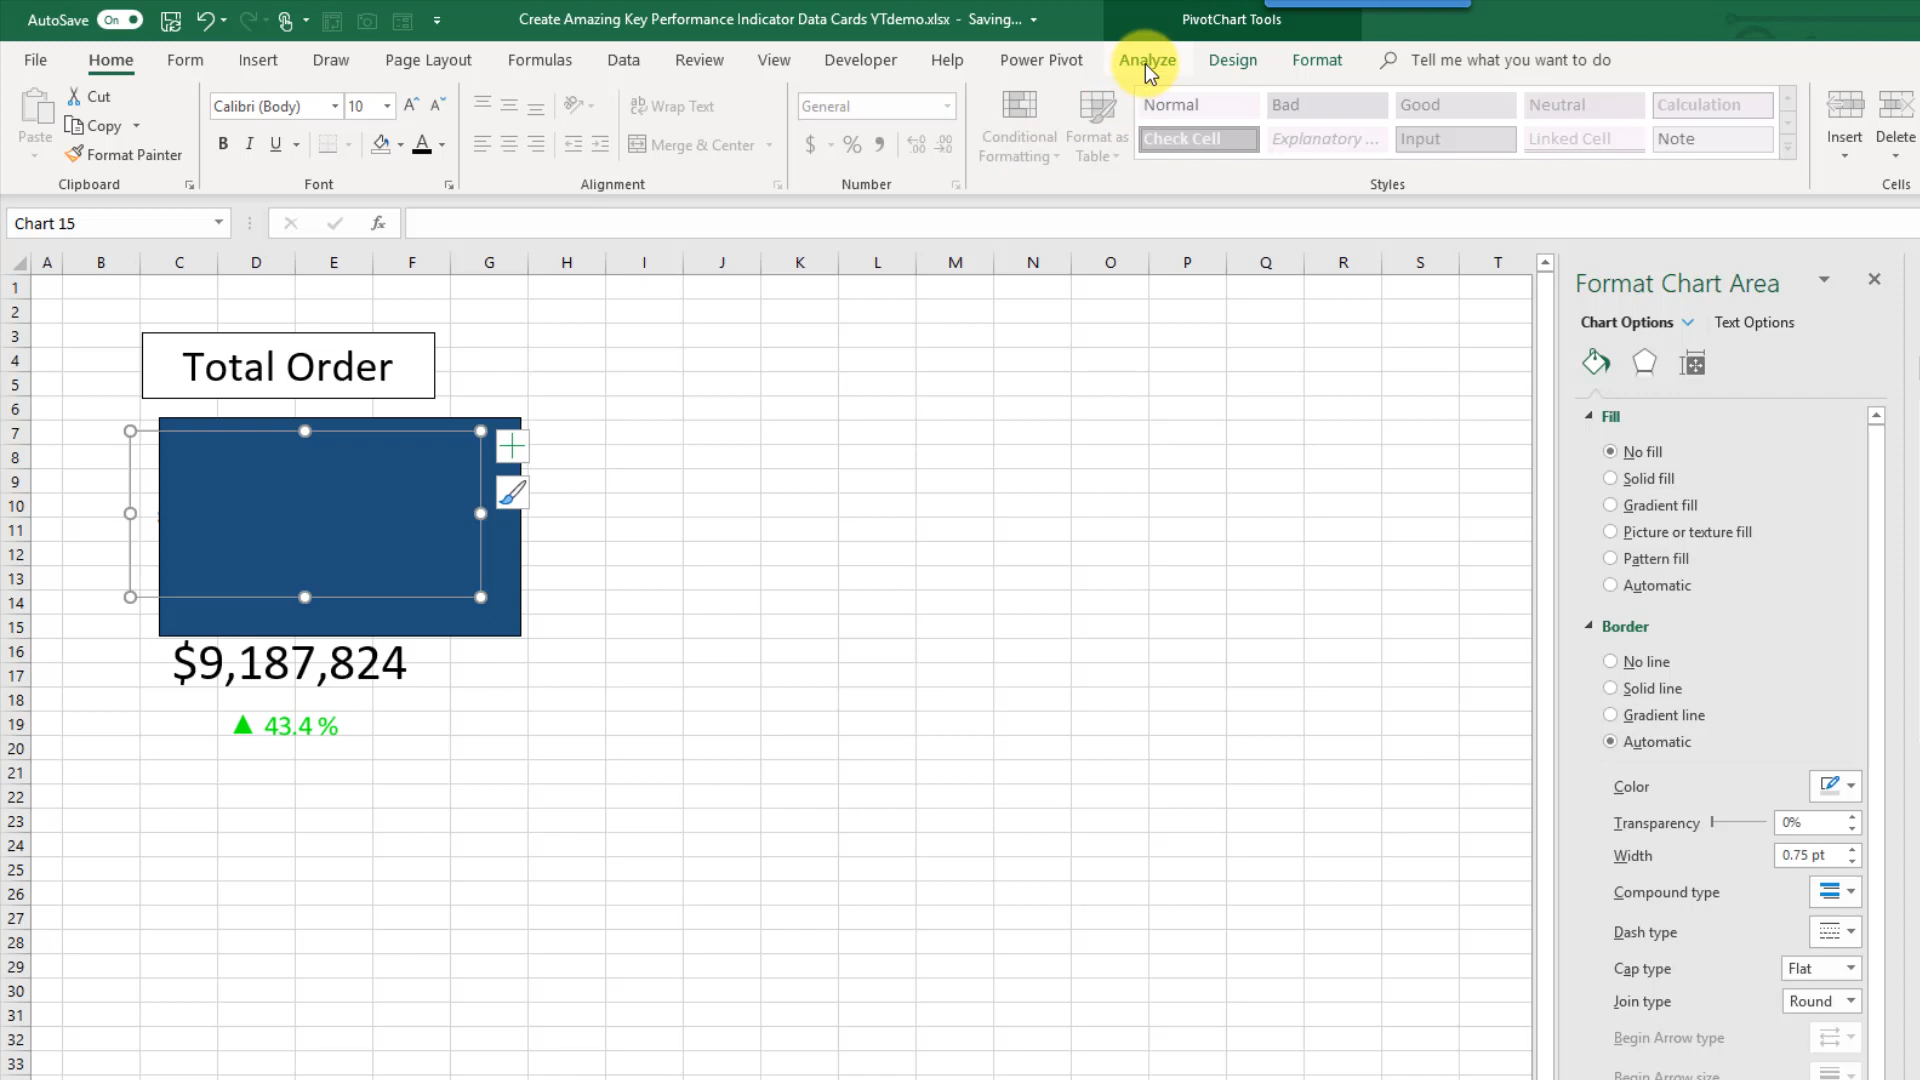 AutoSave On Create Amazing Key Performance Indicator Data Cards YTdemo.xlsx - Saving... PivotChart Tools
File Home Form Insert Draw Page Layout Formulas Data Review View Developer Help Power Pivot Analyze Design Format Tell me what you want to do
Paste Cut
Copy
Format Painter
Clipboard
Calibri (Body) 10
B I U
Font
Wrap Text
Merge & Center
Alignment
General
$ % 9
Number
Conditional Formatting
Format as Table
Normal Bad Good Neutral Calculation
Check Cell Explanatory ... Input Linked Cell Note
Styles
Insert Delete
Cells
Chart 15 fx
A B C D E F G H I J K L M N O P Q R S T
1
2
3
4
5
6
7
8
9
10
11
12
13
14
15
16
17
18
19
20
21
22
23
24
25
26
27
28
29
30
31
32
33
Total Order
$9,187,824
▲ 43.4 %
Format Chart Area
Chart Options Text Options
Fill
No fill
Solid fill
Gradient fill
Picture or texture fill
Pattern fill
Automatic
Border
No line
Solid line
Gradient line
Automatic
Color
Transparency 0%
Width 0.75 pt
Compound type
Dash type
Cap type Flat
Join type Round
Begin Arrow type
Begin Arrow size